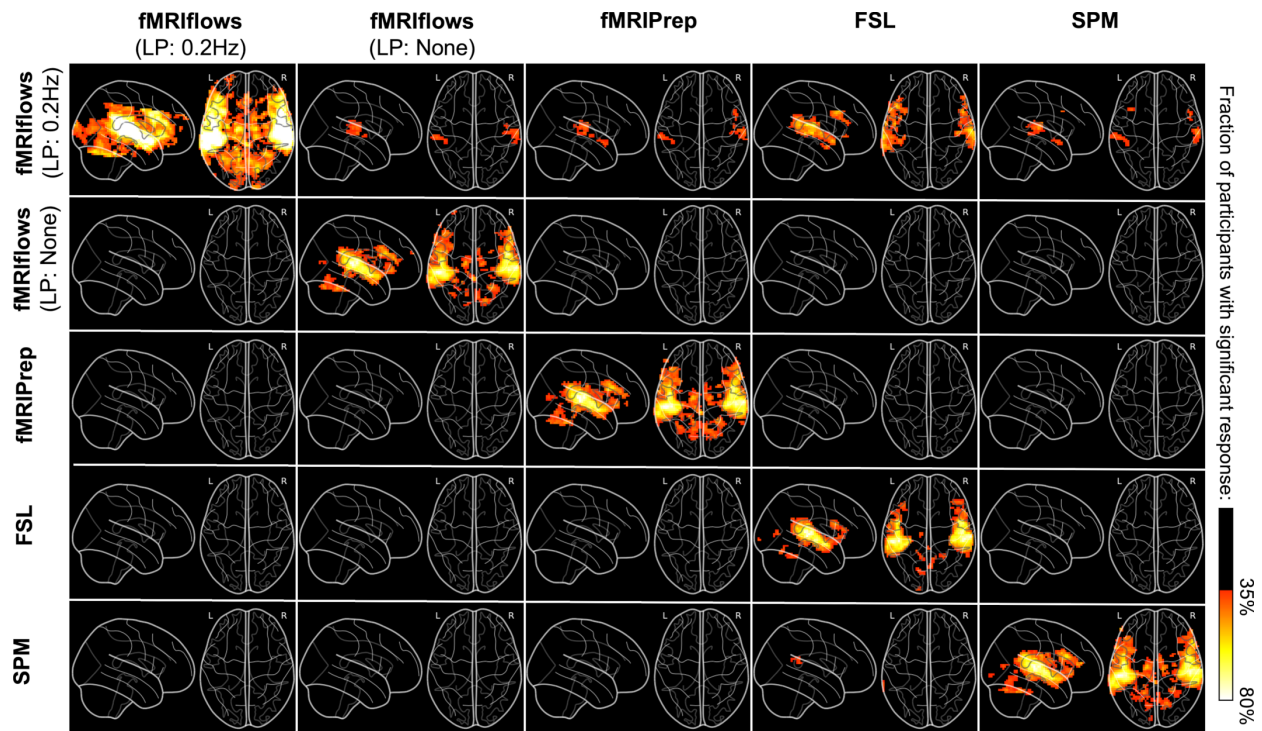 fMRIflows
(LP: 0.2Hz)
fMRIflows
(LP: None)
fMRIPrep
FSL
SPM
fMRIflows
(LP: 0.2Hz)
L R
L R
L R
L R
L R
fMRIflows
(LP: None)
L R
L R
L R
L R
L R
fMRIPrep
L R
L R
L R
L R
L R
FSL
L R
L R
L R
L R
L R
SPM
L R
L R
L R
L R
L R
Fraction of participants with significant response:
35%
80%